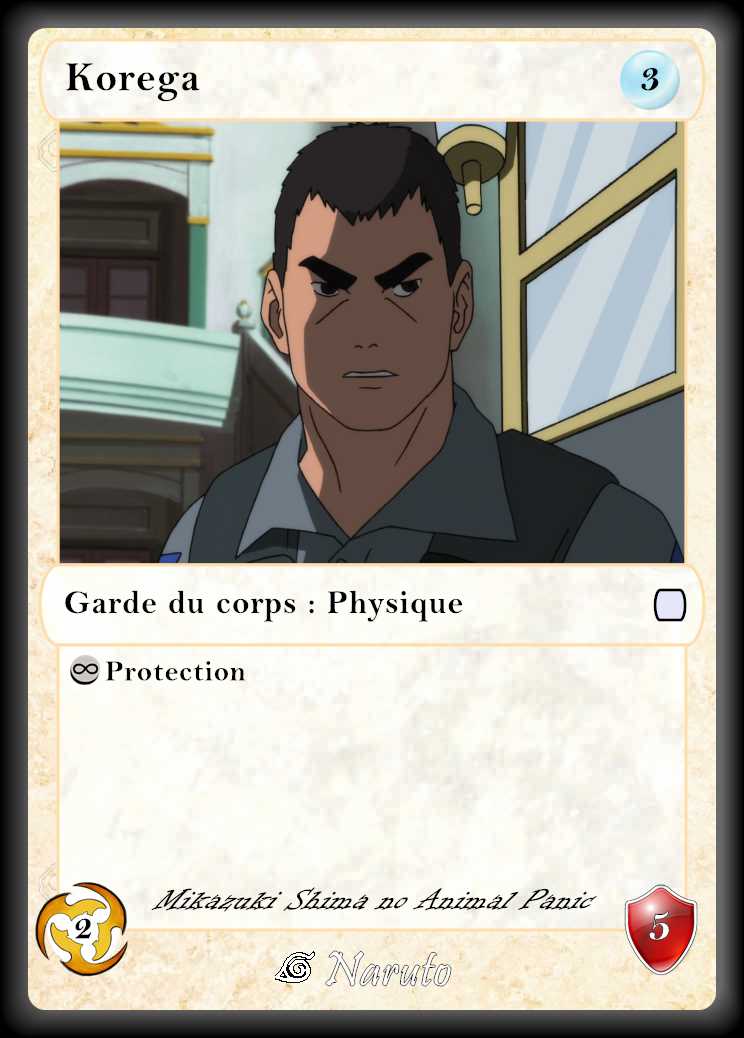 Korega
3
Garde du corps : Physique
Protection
Mikazuki Shima no Animal Panic
2
5
Naruto